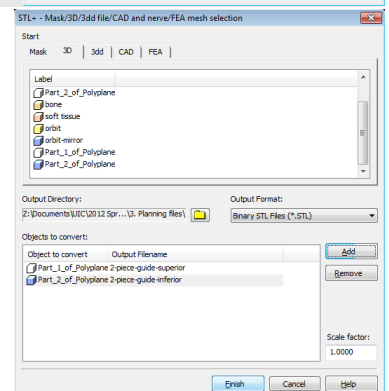 STL+ - Mask/3D/3dd file/CAD and nerve/FEA mesh selection
Start
Mask 3D 3dd CAD FEA
Label
Part_2_of_Polyplane
bone
soft tissue
orbit
orbit-mirror
Part_1_of_Polyplane
Part_2_of_Polyplane
Output Directory: Output Format:
Z:\Documents\UIC\2012 Spr...\3. Planning files\ Binary STL Files (*.STL)
Objects to convert:
Object to convert Output Filename Add
Part_1_of_Polyplane 2-piece-guide-superior
Part_2_of_Polyplane 2-piece-guide-inferior Remove
Scale factor:
1.0000
Finish Cancel Help